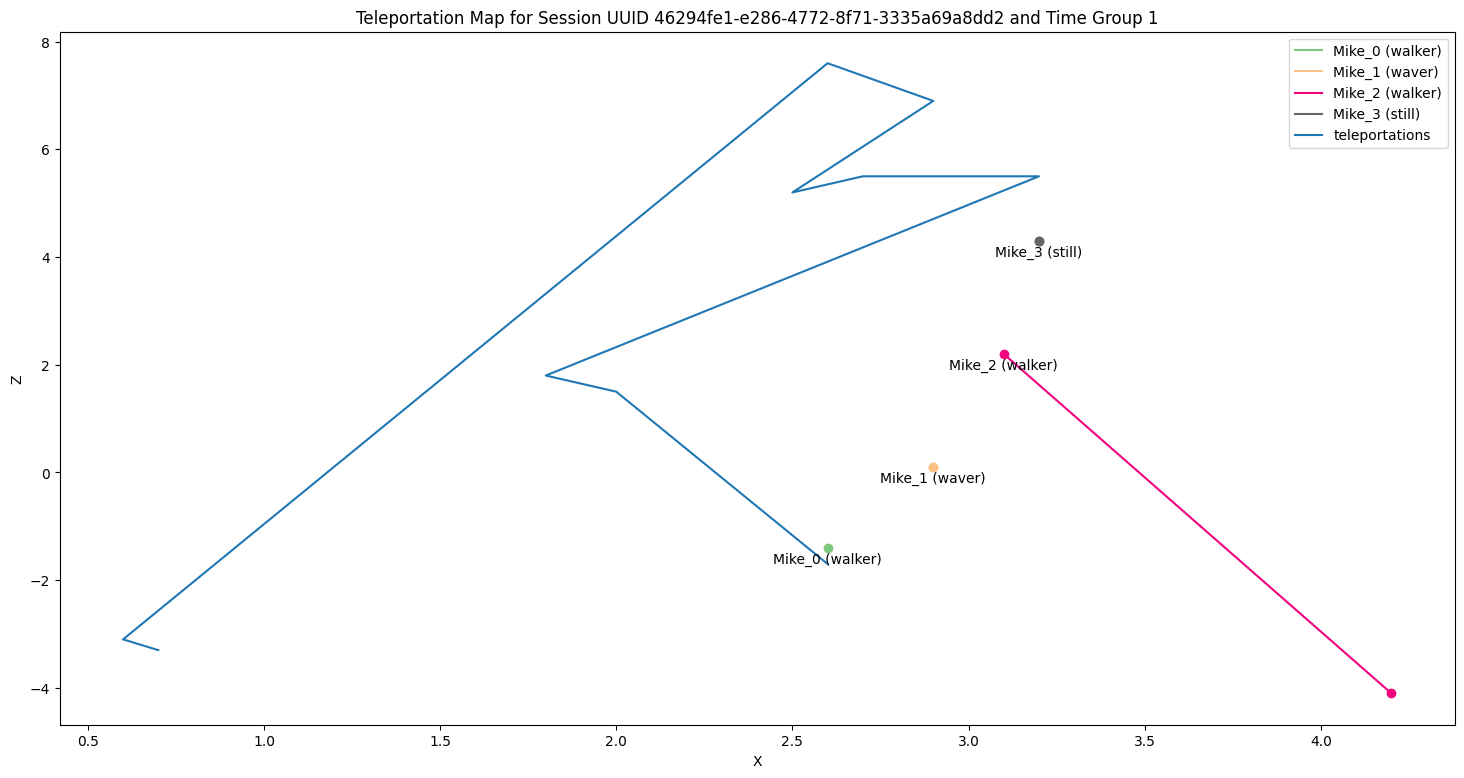 Teleportation Map for Session UUID 46294fe1-e286-4772-8f71-3335a69a8dd2 and Time Group 1
8
6
4
2
0
−2
−4
Z
Mike_0 (walker)
Mike_1 (waver)
Mike_2 (walker)
Mike_3 (still)
teleportations
Mike_3 (still)
Mike_2 (walker)
Mike_1 (waver)
Mike_0 (walker)
0.5 1.0 1.5 2.0 2.5 3.0 3.5 4.0
X